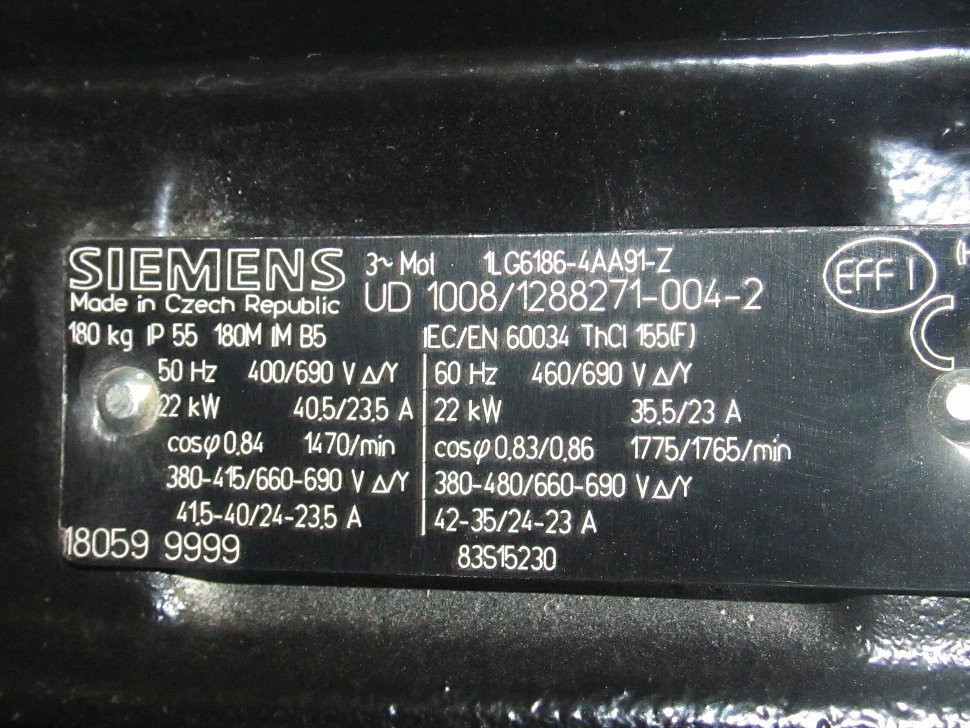 SIEMENS 3~ Mot 1LG6186-4AA91-Z
Made in Czech Republic UD 1008/1288271-004-2
EFF 1
180 kg IP 55 180M IM B5 IEC/EN 60034 ThCl 155(F)
50 Hz 400/690 V Δ/Y 60 Hz 460/690 V Δ/Y
22 kW 40.5/23.5 A 22 kW 35.5/23 A
cosφ 0.84 1470/min cosφ 0.83/0.86 1775/1765/min
380-415/660-690 V Δ/Y 380-480/660-690 V Δ/Y
41.5-40/24-23.5 A 42-35/24-23 A
18059 9999 83S15230